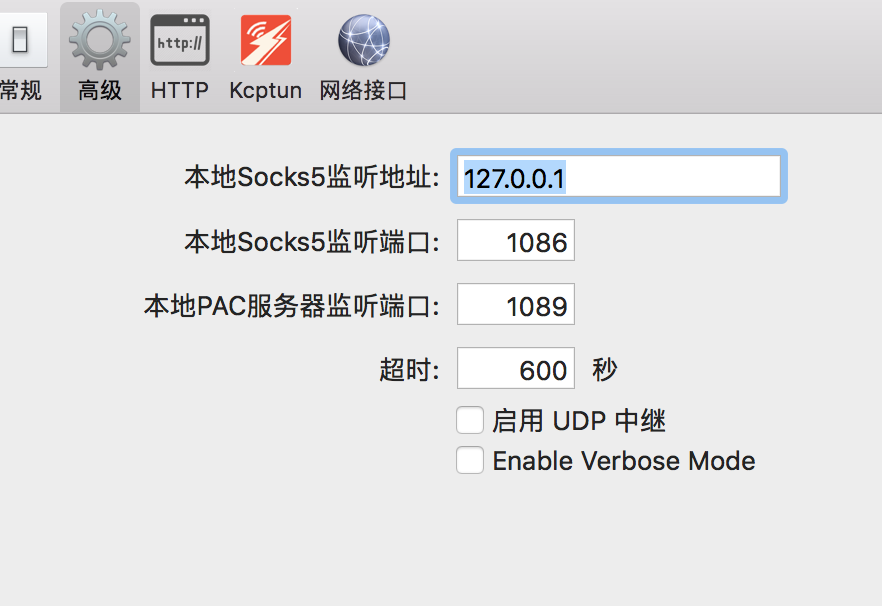 http://
常规 高级 HTTP Kcptun 网络接口
本地Socks5监听地址: 127.0.0.1
本地Socks5监听端口: 1086
本地PAC服务器监听端口: 1089
超时: 600 秒
启用 UDP 中继
Enable Verbose Mode